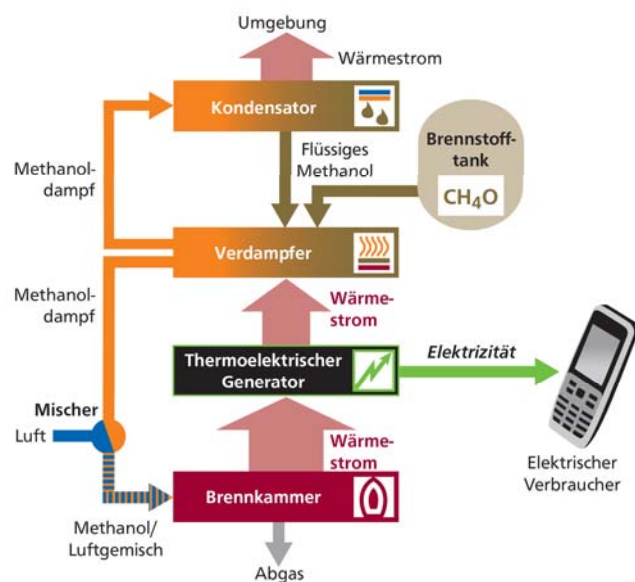 Umgebung
Wärmestrom
Kondensator
Methanol-
dampf
Flüssiges
Methanol
Brennstoff-
tank
CH₄O
Verdampfer
Methanol-
dampf
Wärme-
strom
Thermoelektrischer
Generator
Elektrizität
Mischer
Luft
Wärme-
strom
Brennkammer
Elektrischer
Verbraucher
Methanol/
Luftgemisch
Abgas